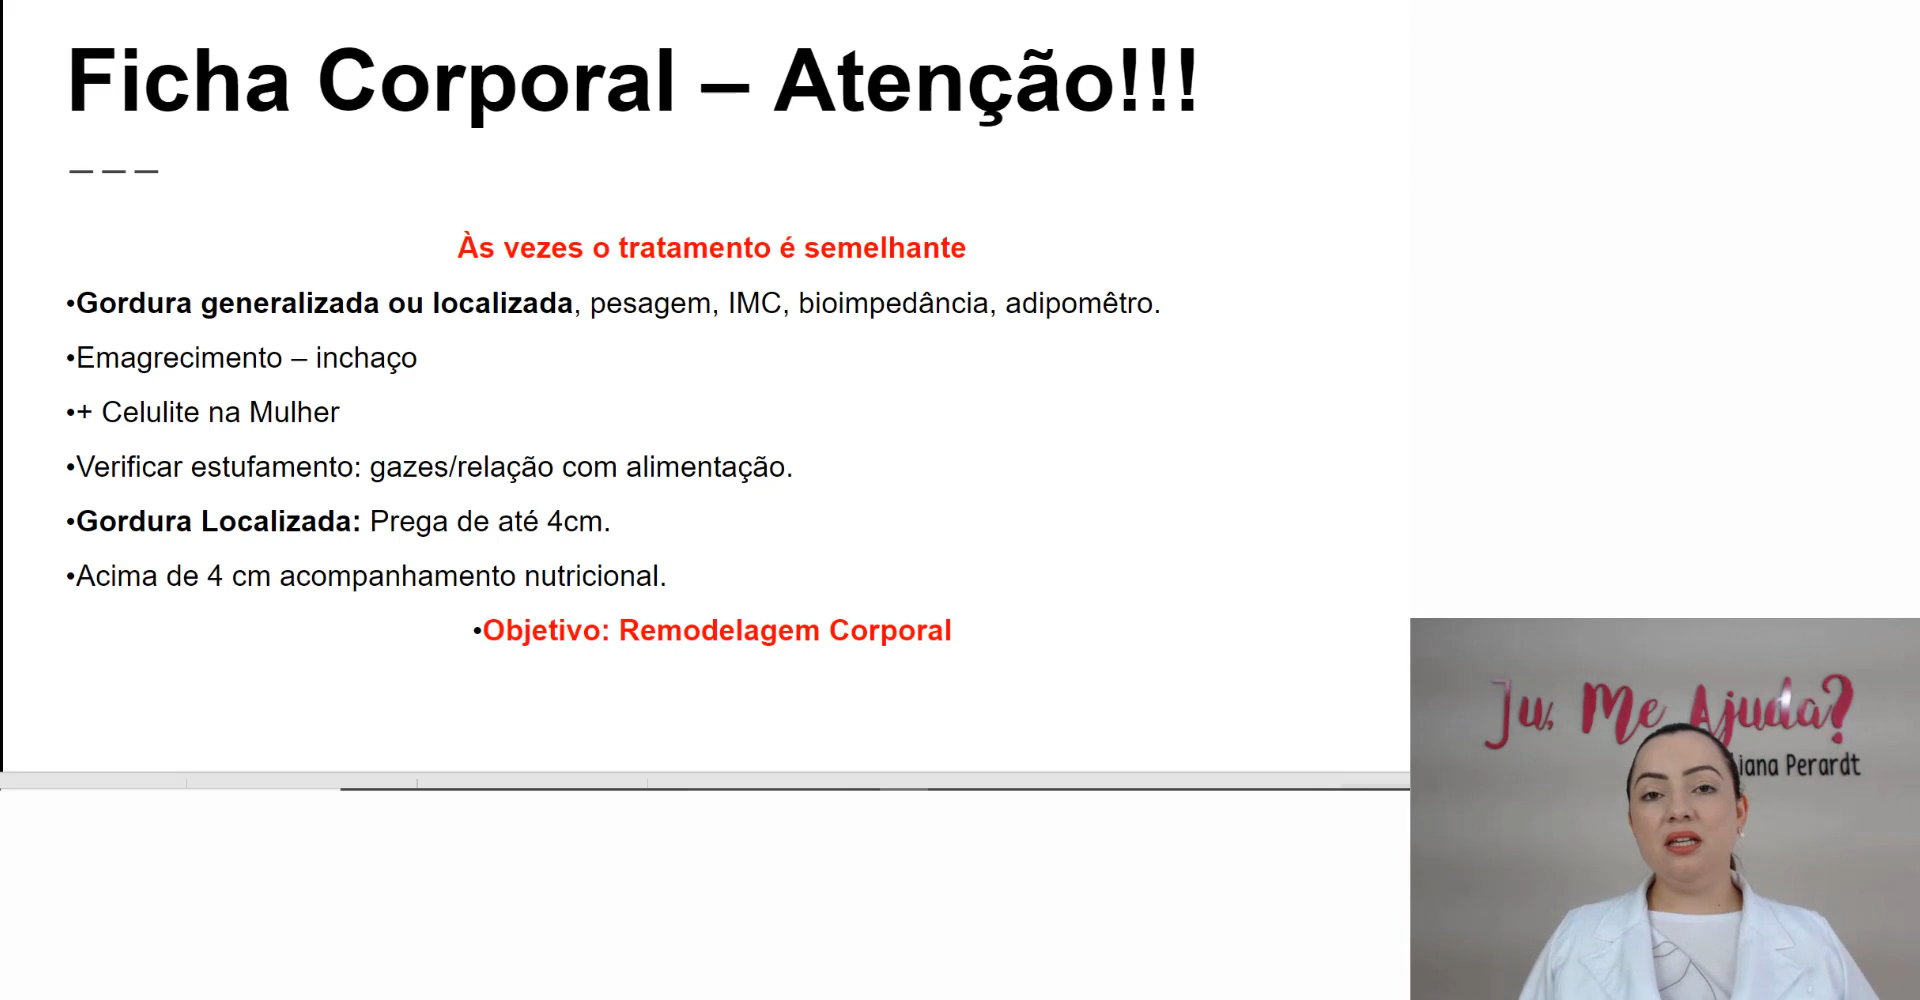 Ficha Corporal – Atenção!!!
Às vezes o tratamento é semelhante
•Gordura generalizada ou localizada, pesagem, IMC, bioimpedância, adipomêtro.
•Emagrecimento – inchaço
•+ Celulite na Mulher
•Verificar estufamento: gazes/relação com alimentação.
•Gordura Localizada: Prega de até 4cm.
•Acima de 4 cm acompanhamento nutricional.
•Objetivo: Remodelagem Corporal
Ju, Me Ajuda?
iana Perardt